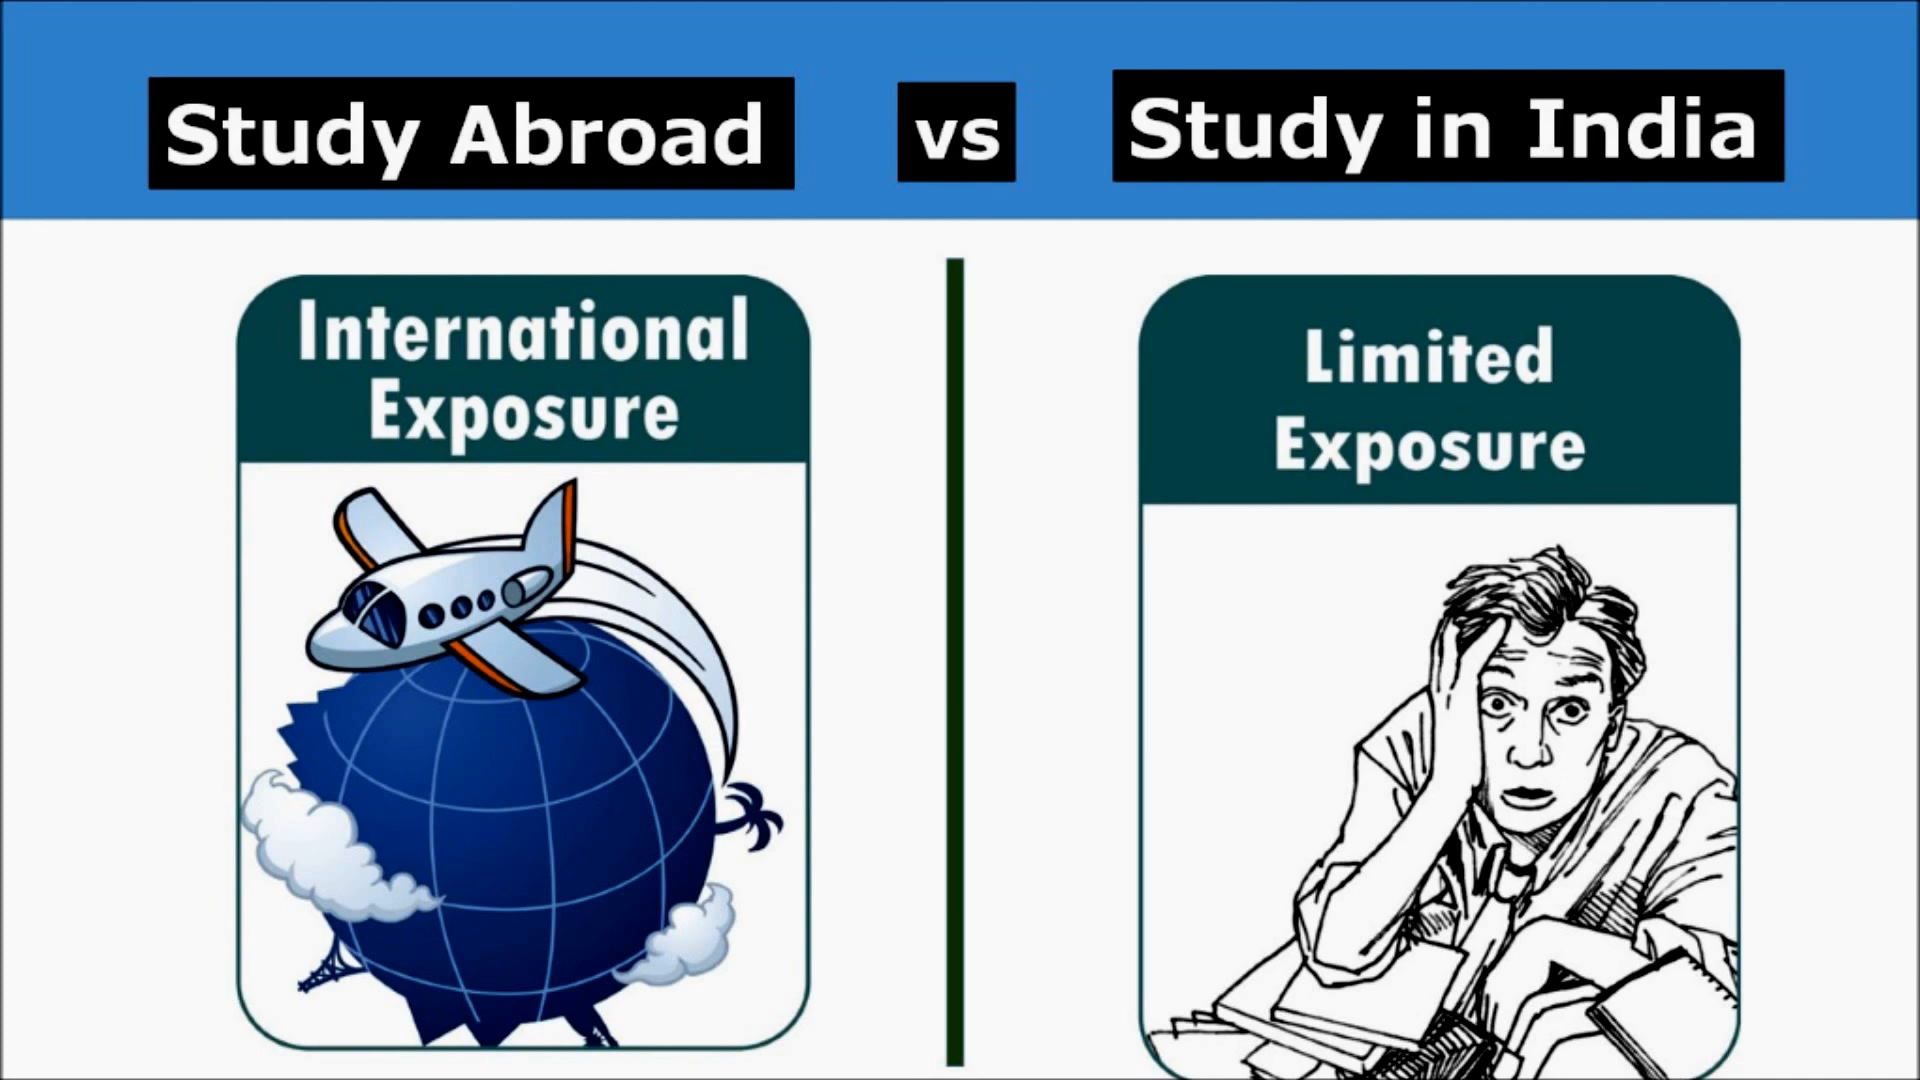 Study Abroad vs Study in India
International
Exposure
Limited
Exposure